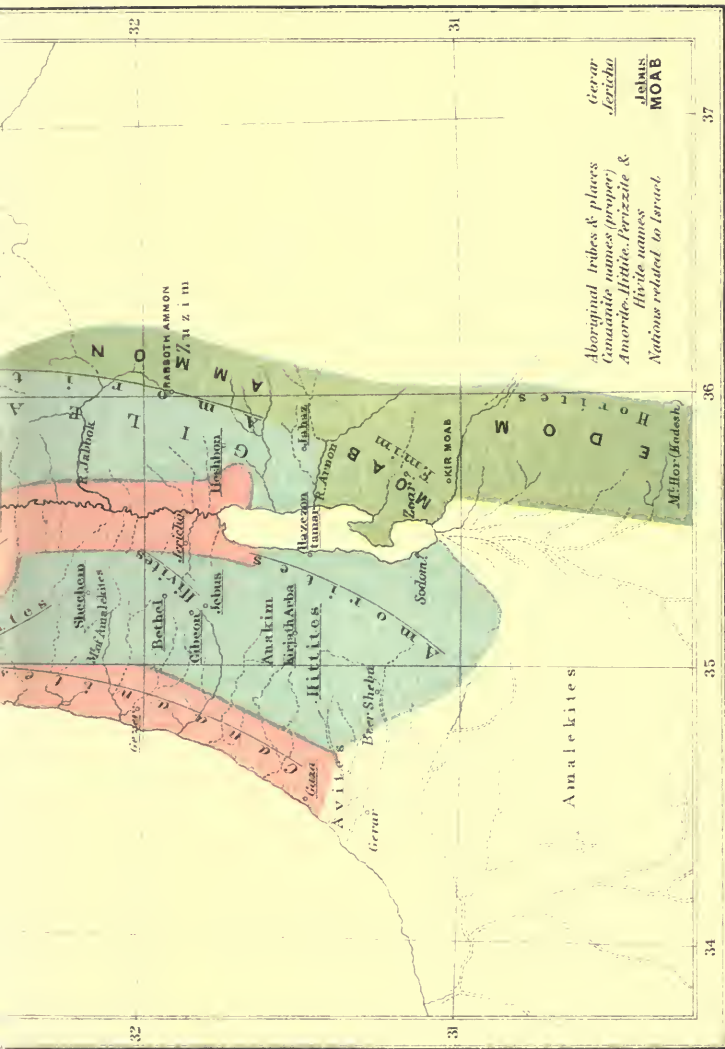 32
31
37
36
35
34
32
31
RABBOTH AMMON
Zuzim
AMMON
R. Jabbok
GIL
Heshbon
Jahaz
R. Arnon
MOAB
Emim
Zoar?
KIR MOAB
EDOM
Horites
Mt. Hor (Kadesh)
Jericho
Hazezon
tamar
Sodom?
Shechem
Mt. of Amalekites
Hivites
Bethel
Gibeon
Jebus
Amorites
Anakim
Kirjath Arba
Hittites
Beer Sheba
Gezer
Gaza
Avites
Gerar
Amalekites
Aboriginal tribes & places Gerar
Canaanite names (proper) Jericho
Amorite, Hittite, Perizzite &
Hivite names Jebus
Nations related to Israel MOAB